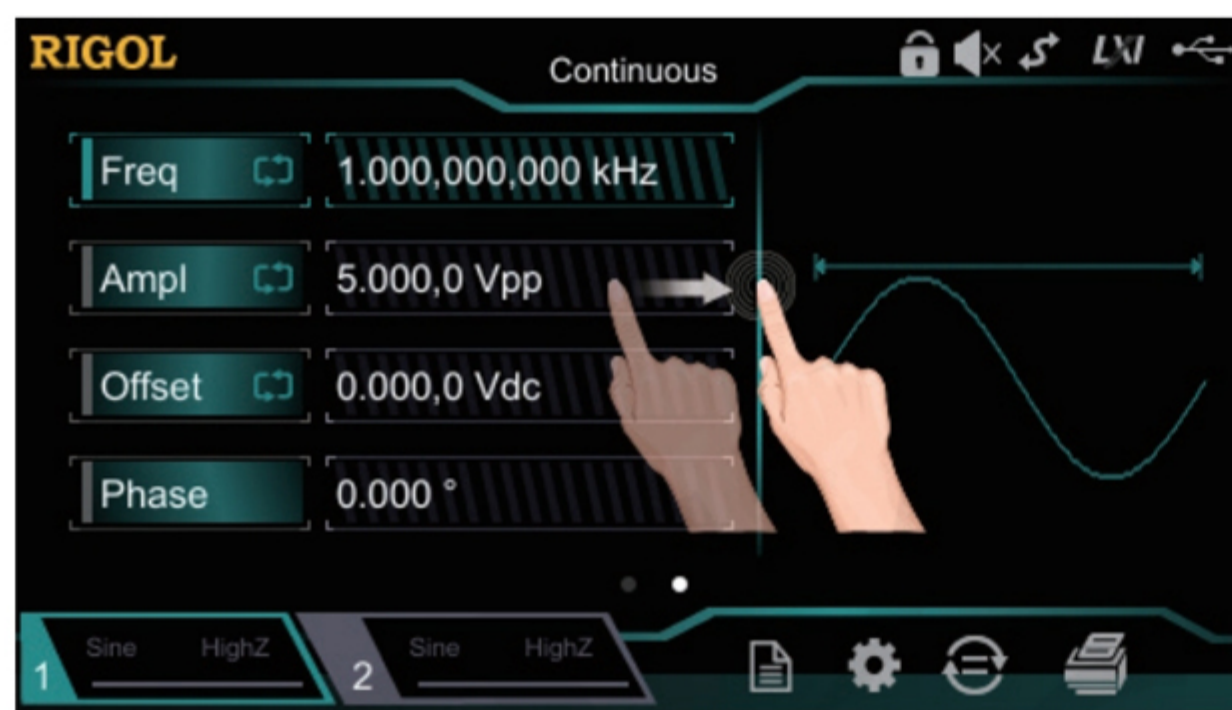 RIGOL
Continuous
LXI
Freq
1.000,000,000 kHz
Ampl
5.000,0 Vpp
Offset
0.000,0 Vdc
Phase
0.000 °
1
Sine
HighZ
2
Sine
HighZ